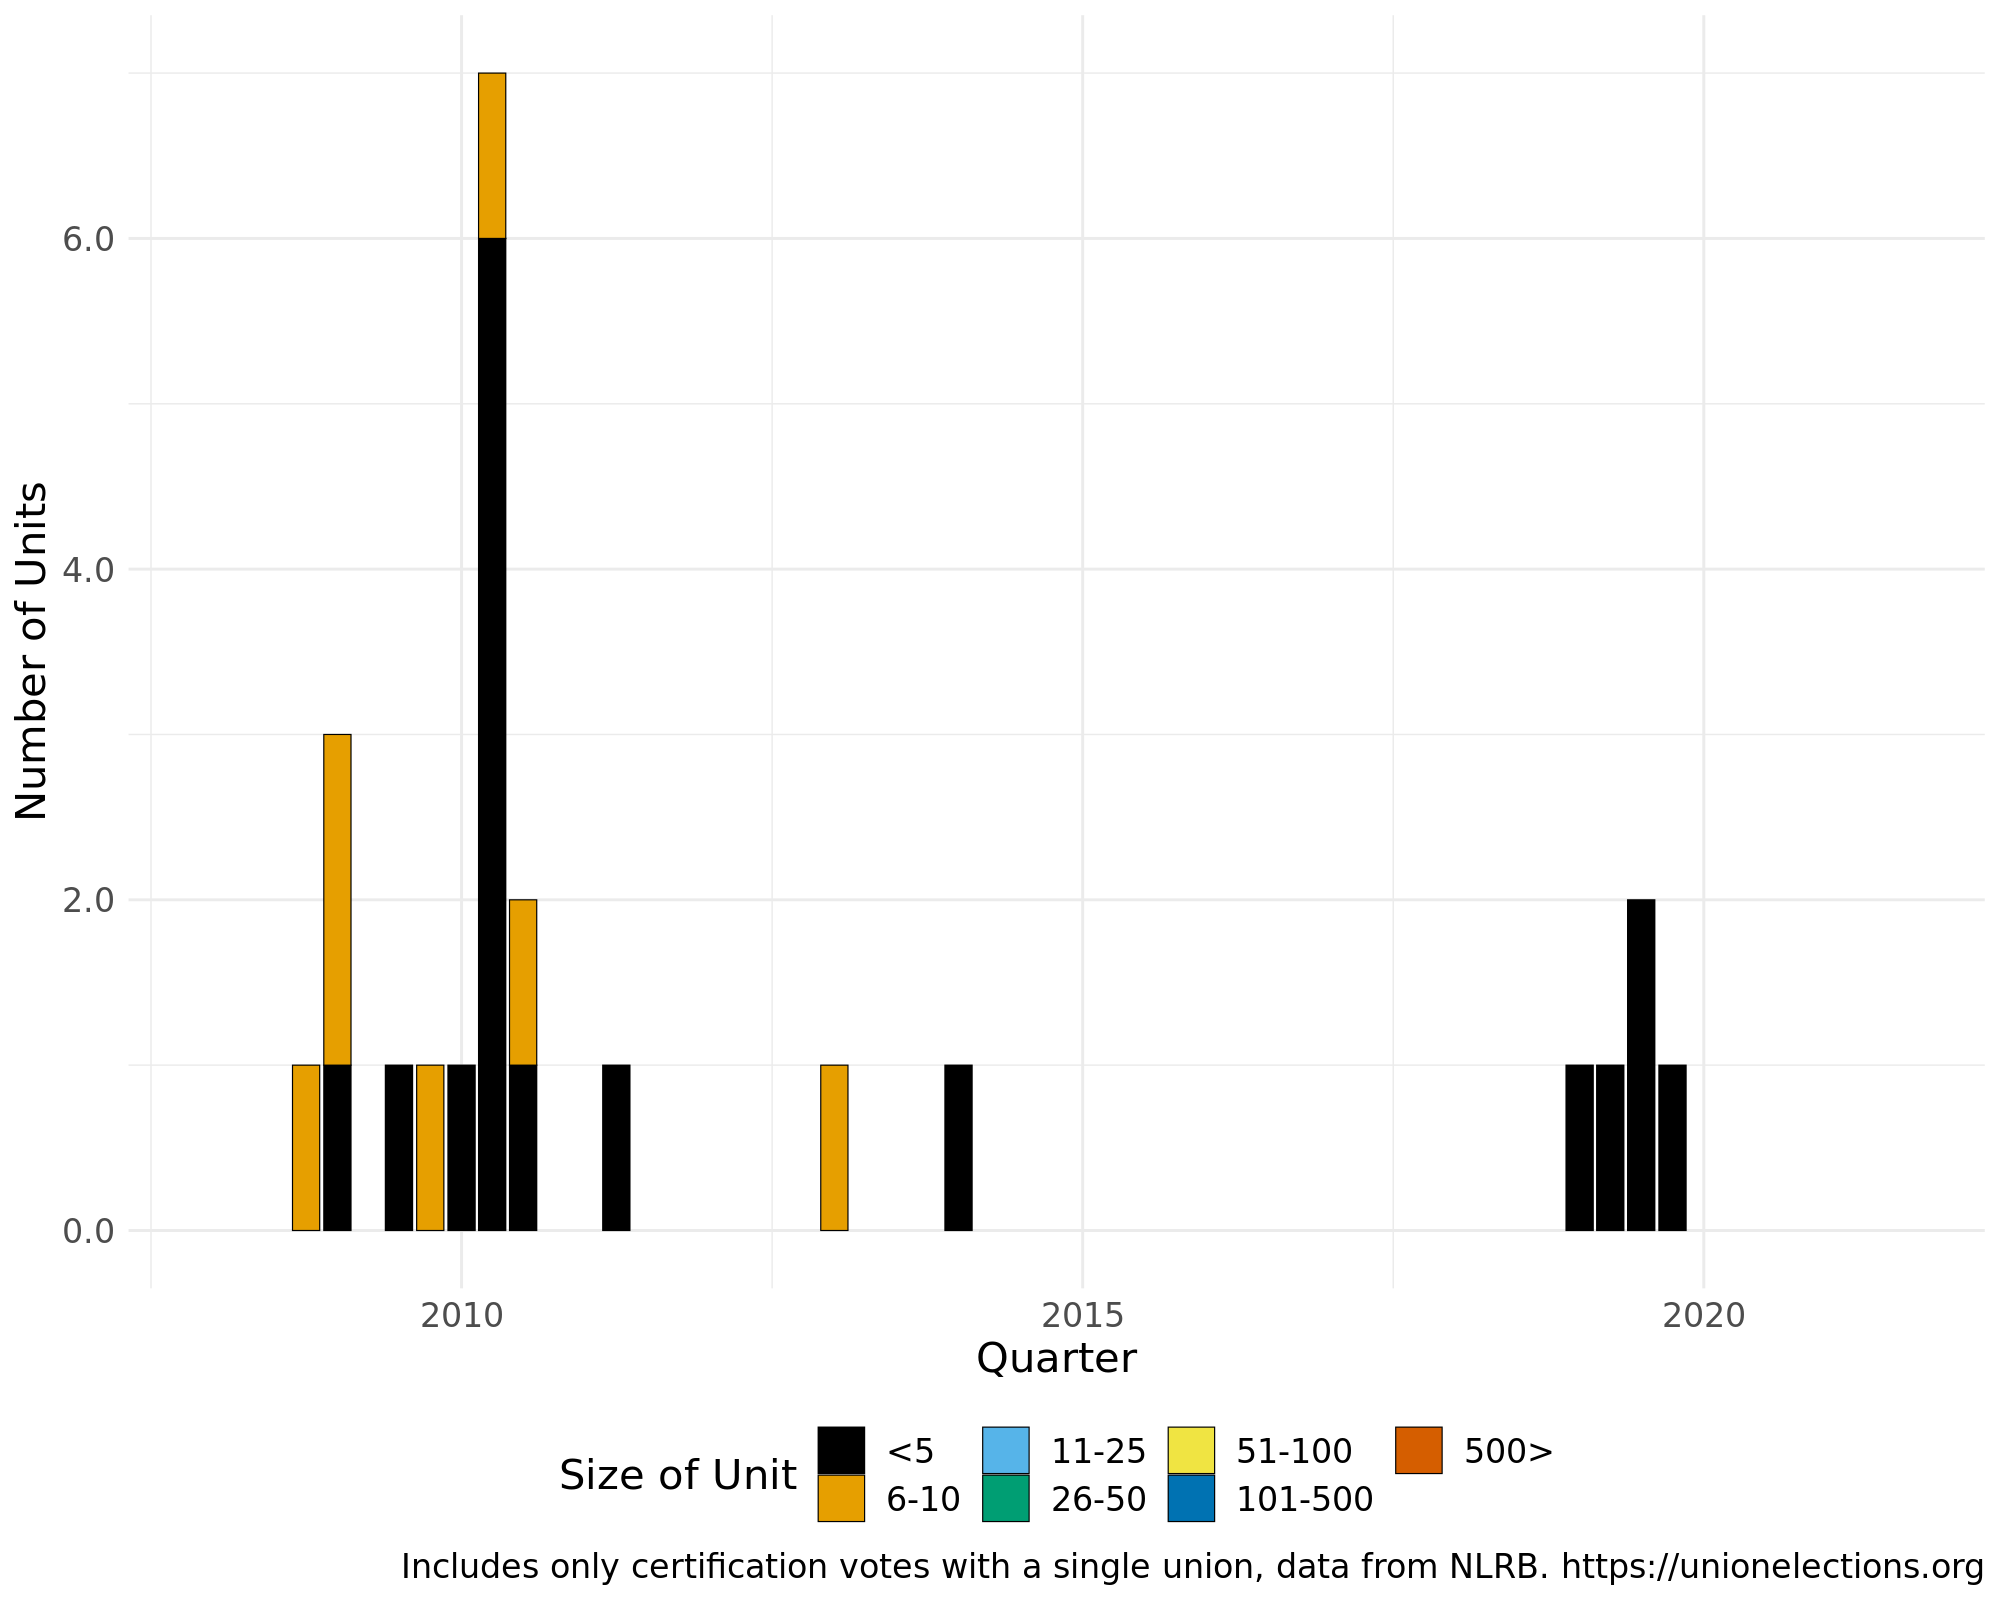 6.0
4.0
2.0
0.0
Number of Units
2010 2015 2020
Quarter
Size of Unit
<5 11-25 51-100 500>
6-10 26-50 101-500
Includes only certification votes with a single union, data from NLRB. https://unionelections.org